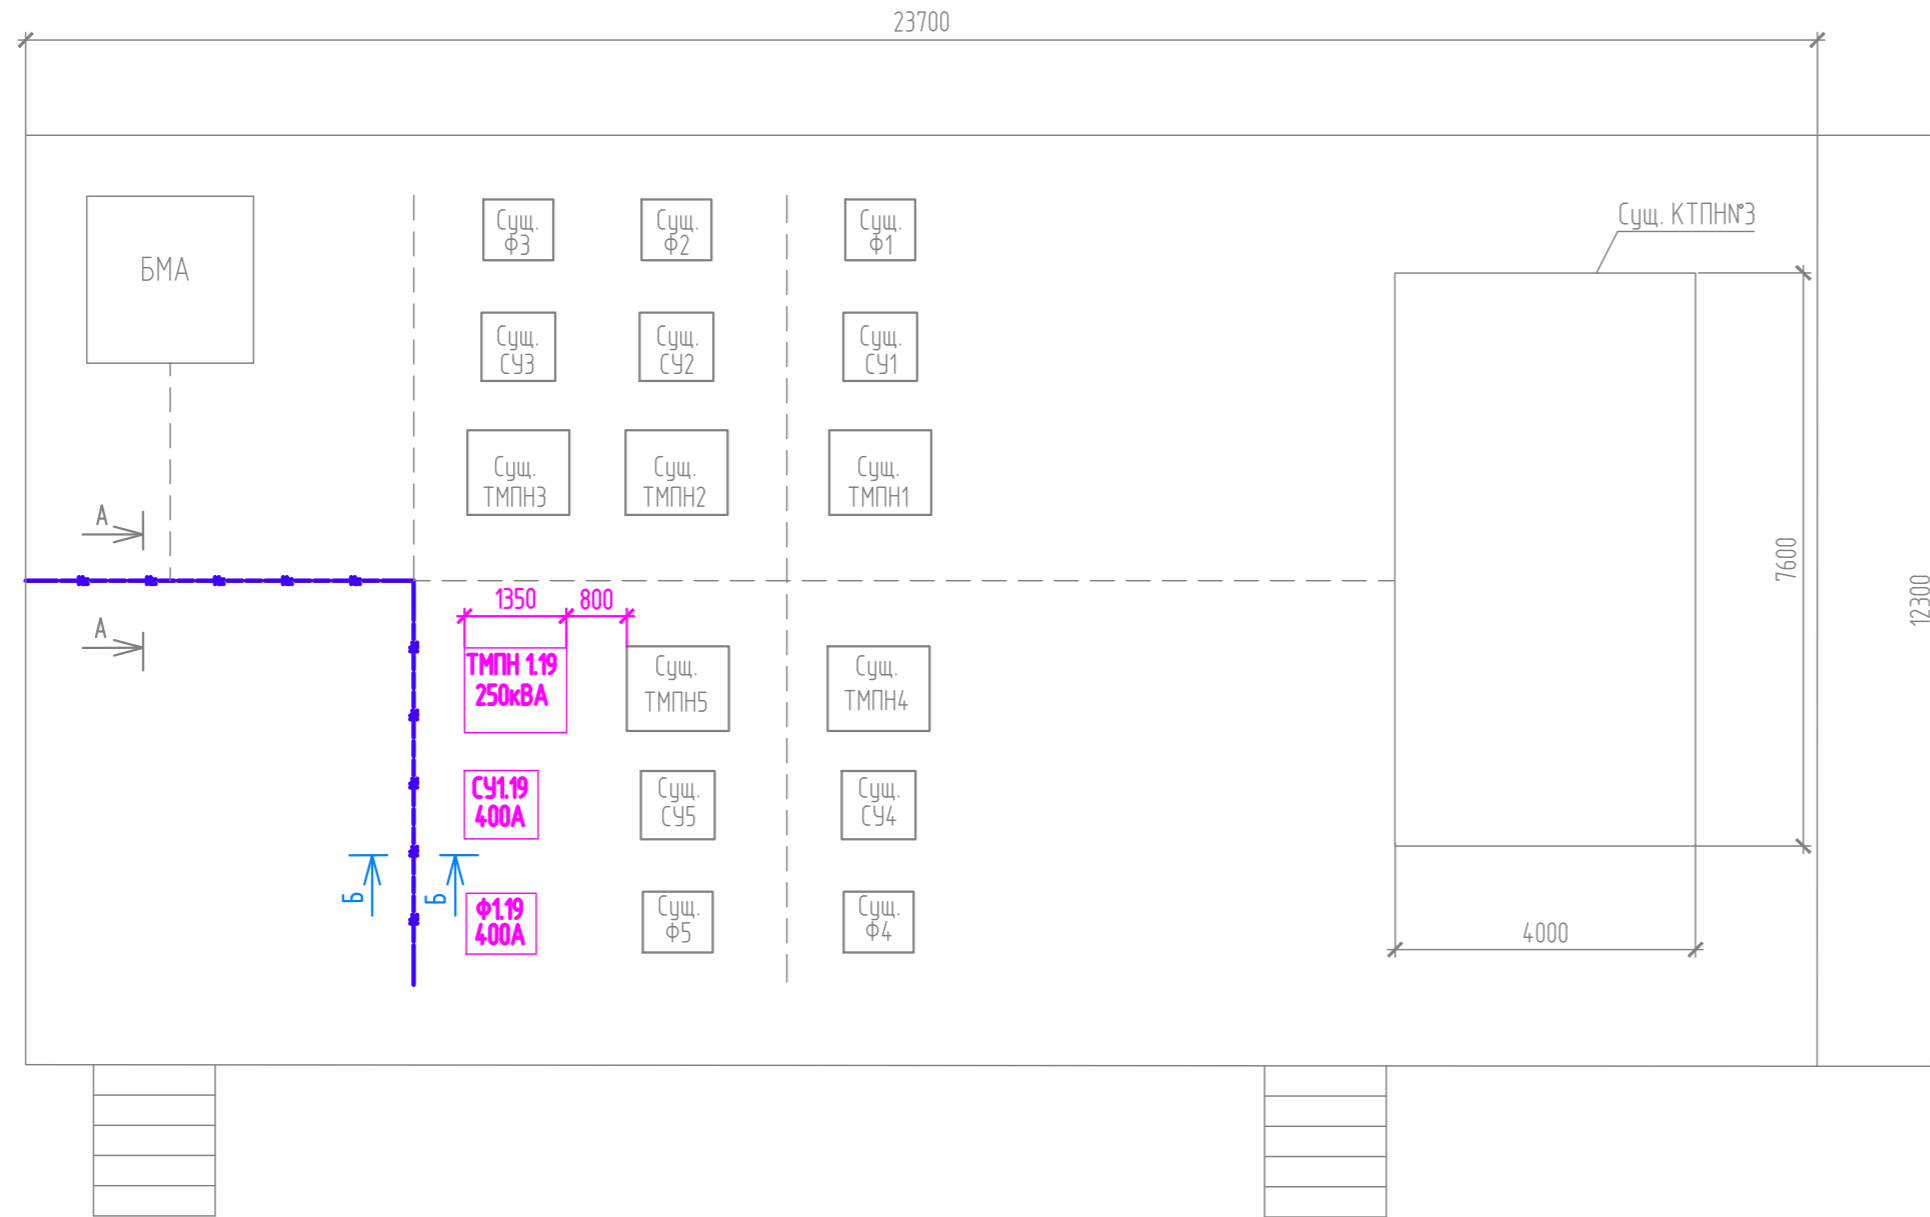 23700
Сущ. КТПН№3
Сущ.
Ф3
Сущ.
Ф2
Сущ.
Ф1
БМА
Сущ.
СУ3
Сущ.
СУ2
Сущ.
СУ1
Сущ.
ТМПН3
Сущ.
ТМПН2
Сущ.
ТМПН1
А
7600
12300
1350
800
А
ТМПН 1.19
250кВА
Сущ.
ТМПН5
Сущ.
ТМПН4
СУ1.19
400А
Сущ.
СУ5
Сущ.
СУ4
Б
Б
Ф1.19
400А
Сущ.
Ф5
Сущ.
Ф4
4000